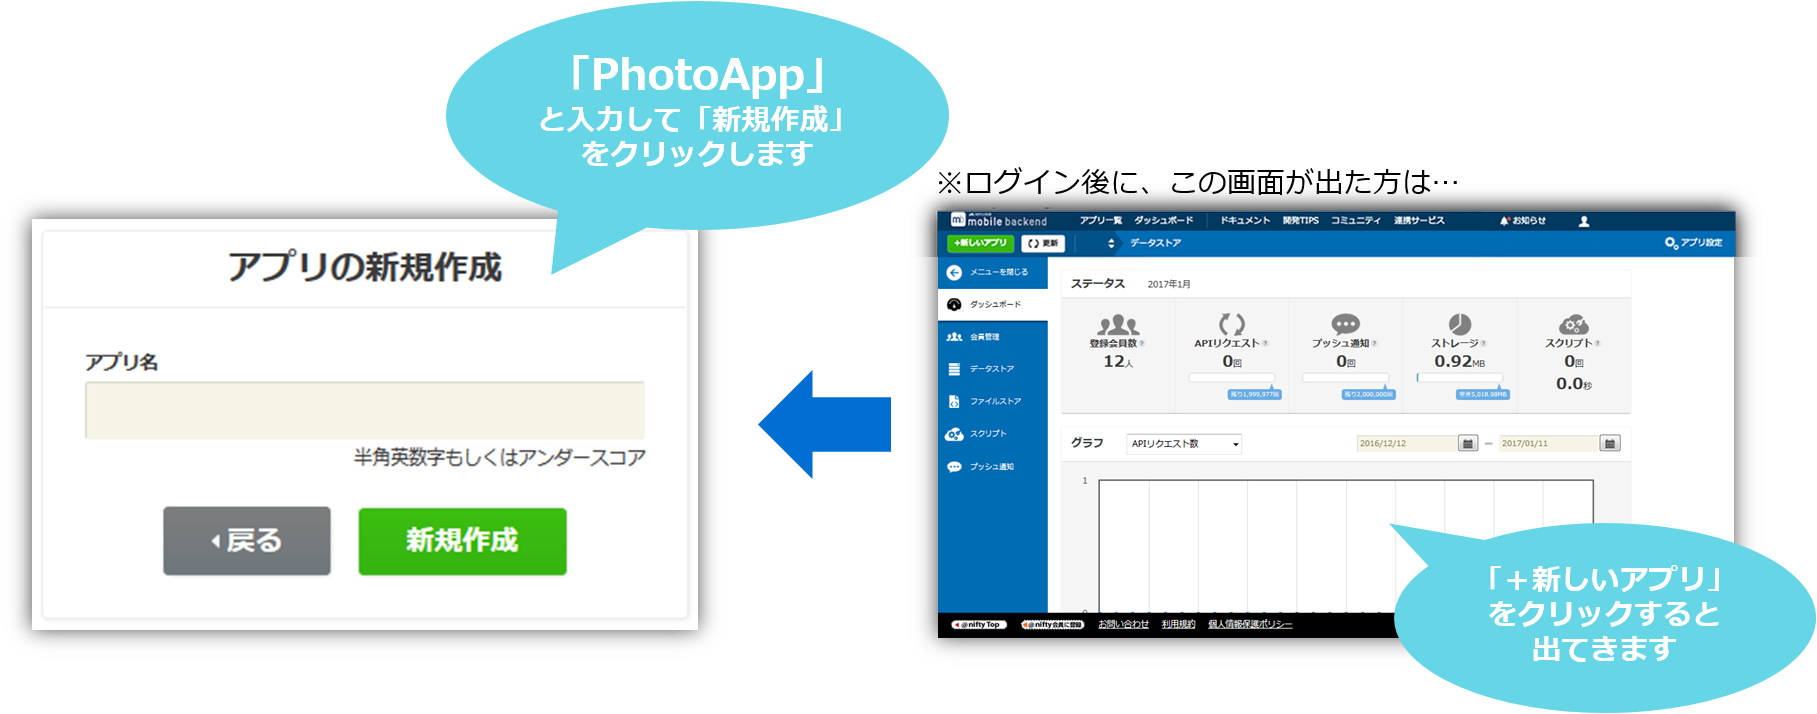 「PhotoApp」
と入力して「新規作成」
をクリックします
アプリの新規作成
アプリ名
半角英数字もしくはアンダースコア
戻る
新規作成
※ログイン後に、この画面が出た方は…
mobile backend
アプリ一覧 ダッシュボード ドキュメント 開発TIPS コミュニティ 連携サービス お知らせ
+新しいアプリ 更新 データストア アプリ設定
メニューを閉じる
ダッシュボード
会員管理
データストア
ファイルストア
スクリプト
プッシュ通知
ステータス 2017年1月
登録会員数 APIリクエスト プッシュ通知 ストレージ スクリプト
12人 0回 0回 0.92MB 0回
0.0秒
残り1,999,977回 残り2,000,000回 空き5,018.98MB
グラフ APIリクエスト数 2016/12/12 － 2017/01/11
1
0
@nifty Top @nifty会員に登録 お問い合わせ 利用規約 個人情報保護ポリシー
「＋新しいアプリ」
をクリックすると
出てきます